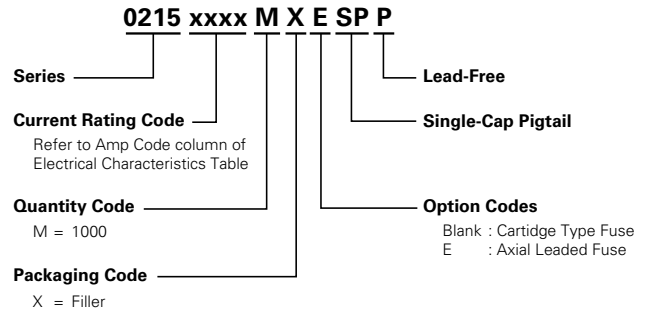 0215 xxxx M X E SP P
Series
Lead-Free
Current Rating Code
Refer to Amp Code column of
Electrical Characteristics Table
Single-Cap Pigtail
Quantity Code
M = 1000
Option Codes
Blank : Cartidge Type Fuse
E : Axial Leaded Fuse
Packaging Code
X = Filler